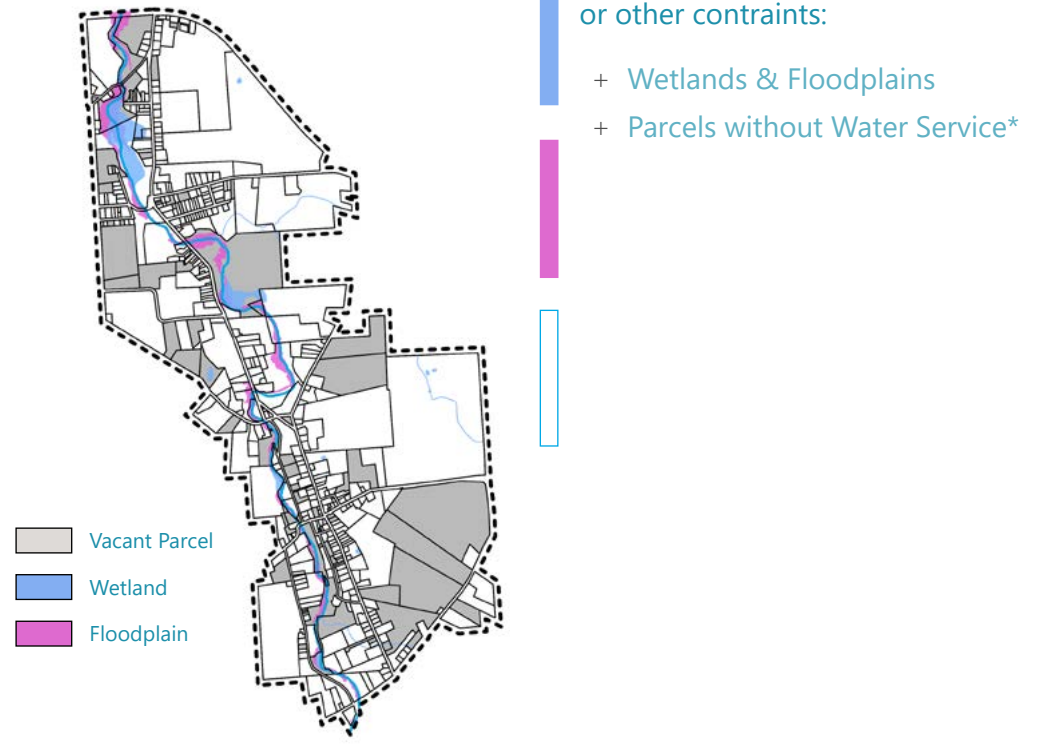 or other contraints:
+ Wetlands & Floodplains
+ Parcels without Water Service*
Vacant Parcel
Wetland
Floodplain